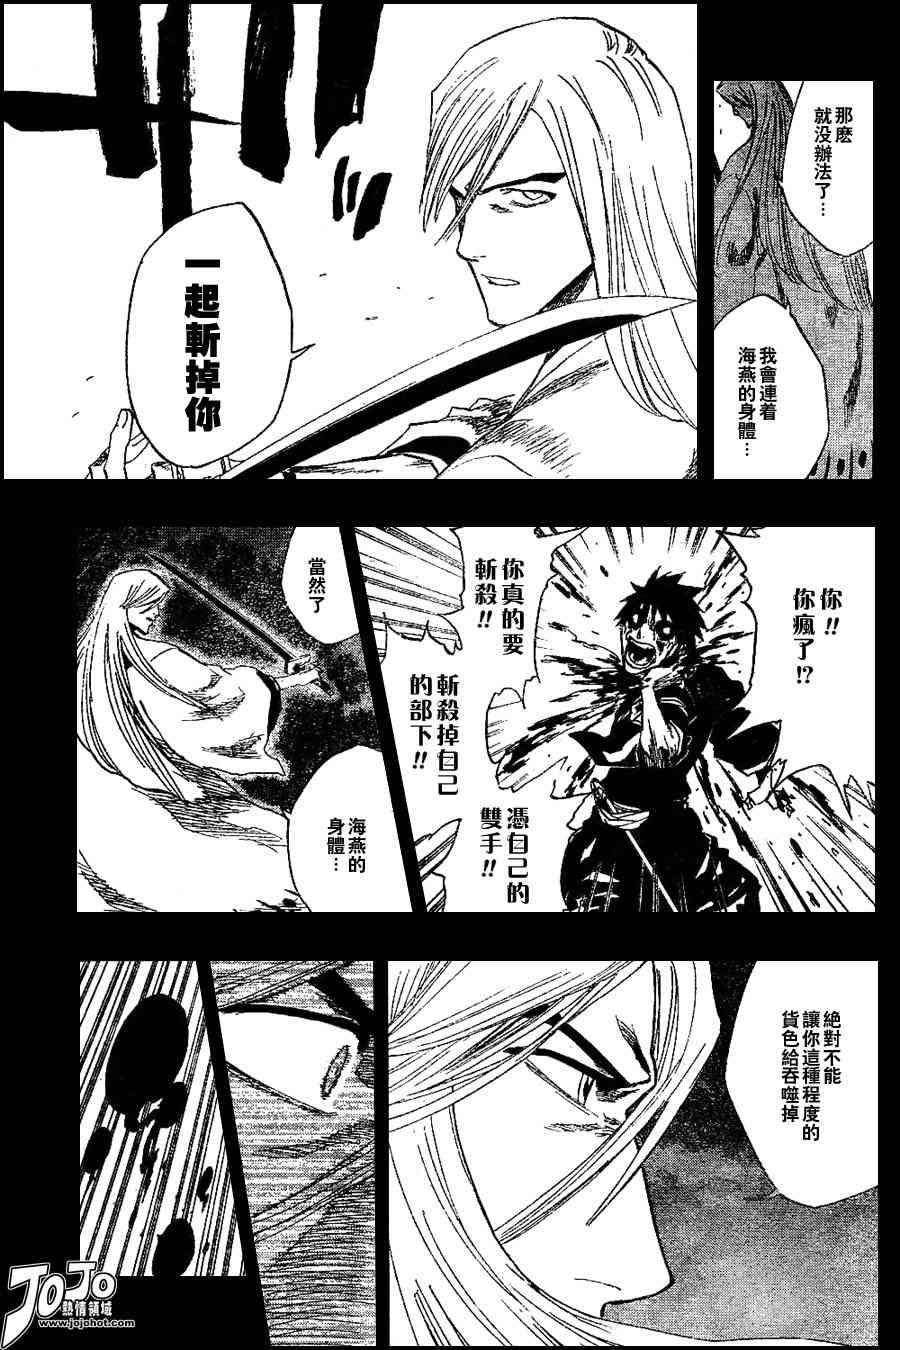 那麽
就没辦法了…
我會連着
海燕的身體…
一起斬掉你
你!!
你瘋了!?
你真的要
斬殺!!
斬殺掉自己
的部下!!
憑自己的
雙手!!
當然了
海燕的
身體…
絕對不能
讓你這種程度的
貨色給吞噬掉
JOJO
熱情領域
www.jojohot.com